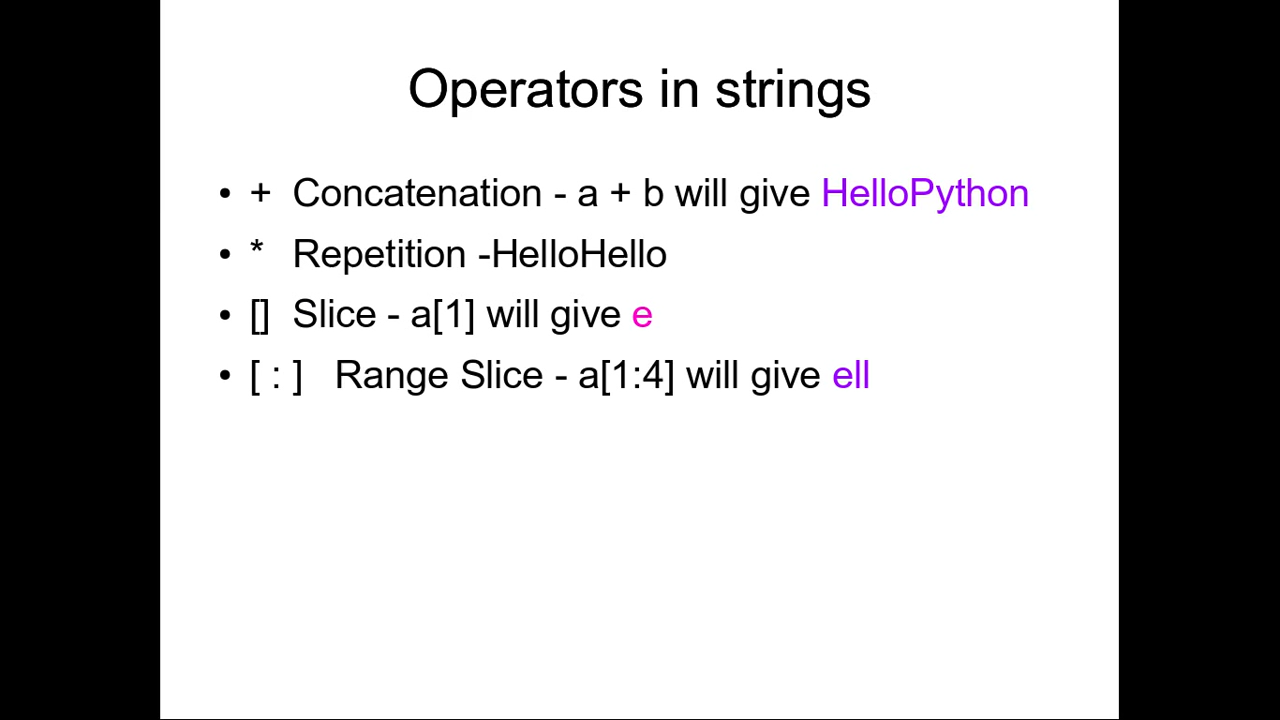 Operators in strings
• + Concatenation - a + b will give HelloPython
• * Repetition -HelloHello
• [] Slice - a[1] will give e
• [ : ] Range Slice - a[1:4] will give ell